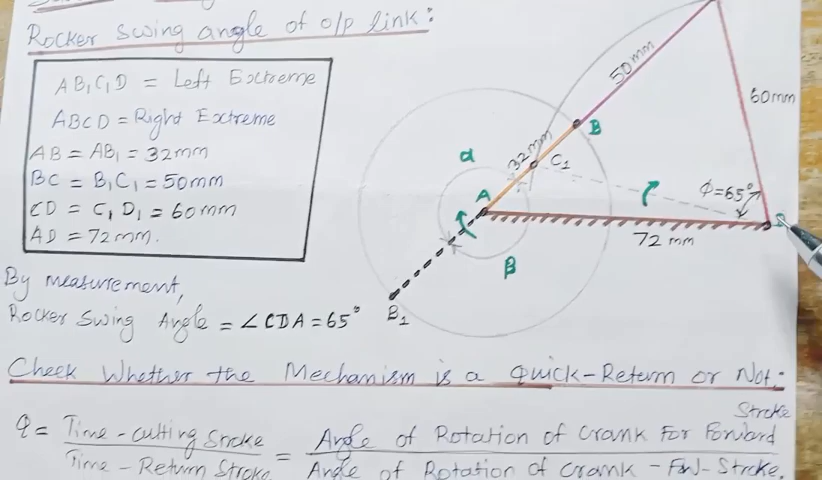 Rocker Swing angle of o/p link:
AB₁C₁D = Left Extreme
ABCD = Right Extreme
AB = AB₁ = 32mm
BC = B₁C₁ = 50mm
CD = C₁D₁ = 60mm
AD = 72mm.
By measurement,
Rocker Swing Angle = ∠CDA = 65°
50mm
60mm
B
32mm
C₁
α
A
Φ=65°
72 mm
β
B₁
Check Whether the Mechanism is a Quick-Return or Not:
Stroke
Q = Time-cutting Stroke = Angle of Rotation of Crank For Forward
Time-Return Stroke Angle of Rotation of Crank - Fwd-Stroke.